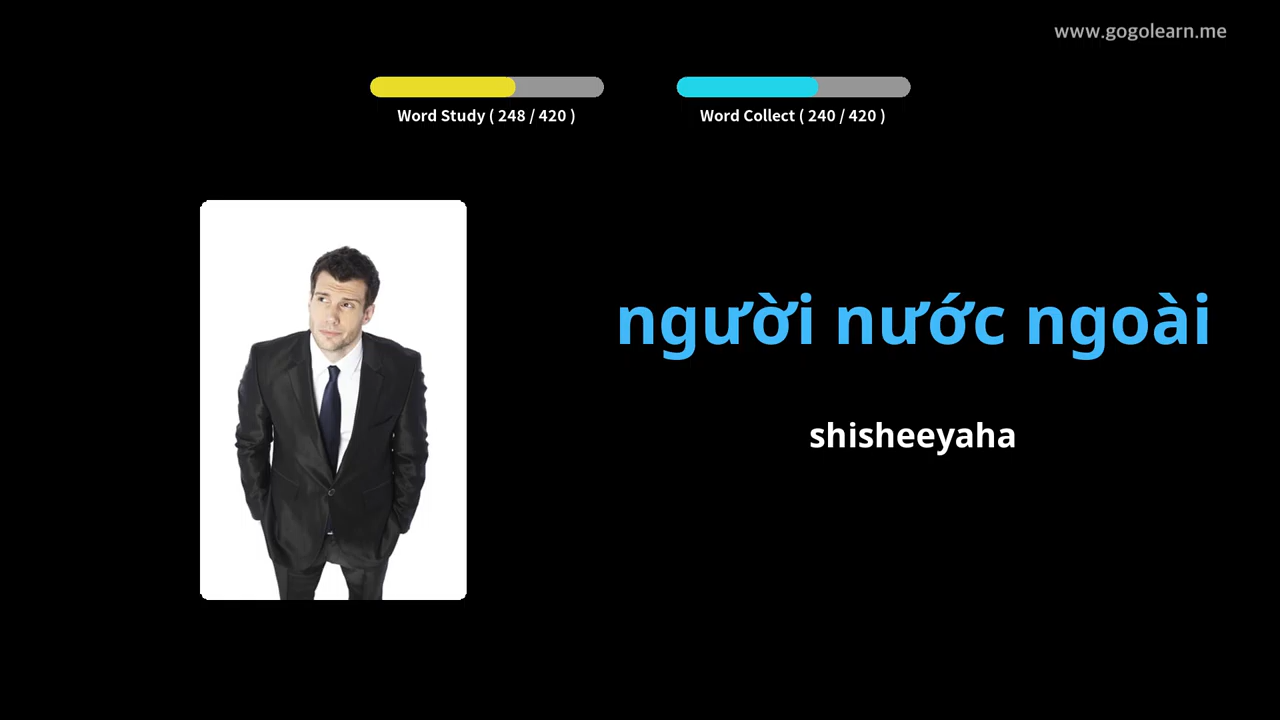 www.gogolearn.me
Word Study ( 248 / 420 )
Word Collect ( 240 / 420 )
người nước ngoài
shisheeyaha